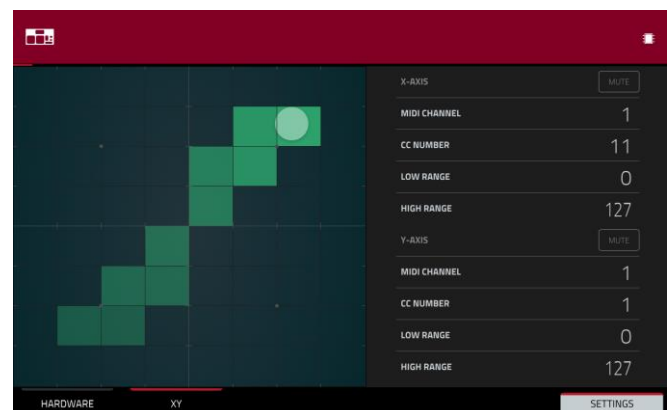 X-AXIS MUTE
MIDI CHANNEL 1
CC NUMBER 11
LOW RANGE 0
HIGH RANGE 127
Y-AXIS MUTE
MIDI CHANNEL 1
CC NUMBER 1
LOW RANGE 0
HIGH RANGE 127
HARDWARE XY SETTINGS